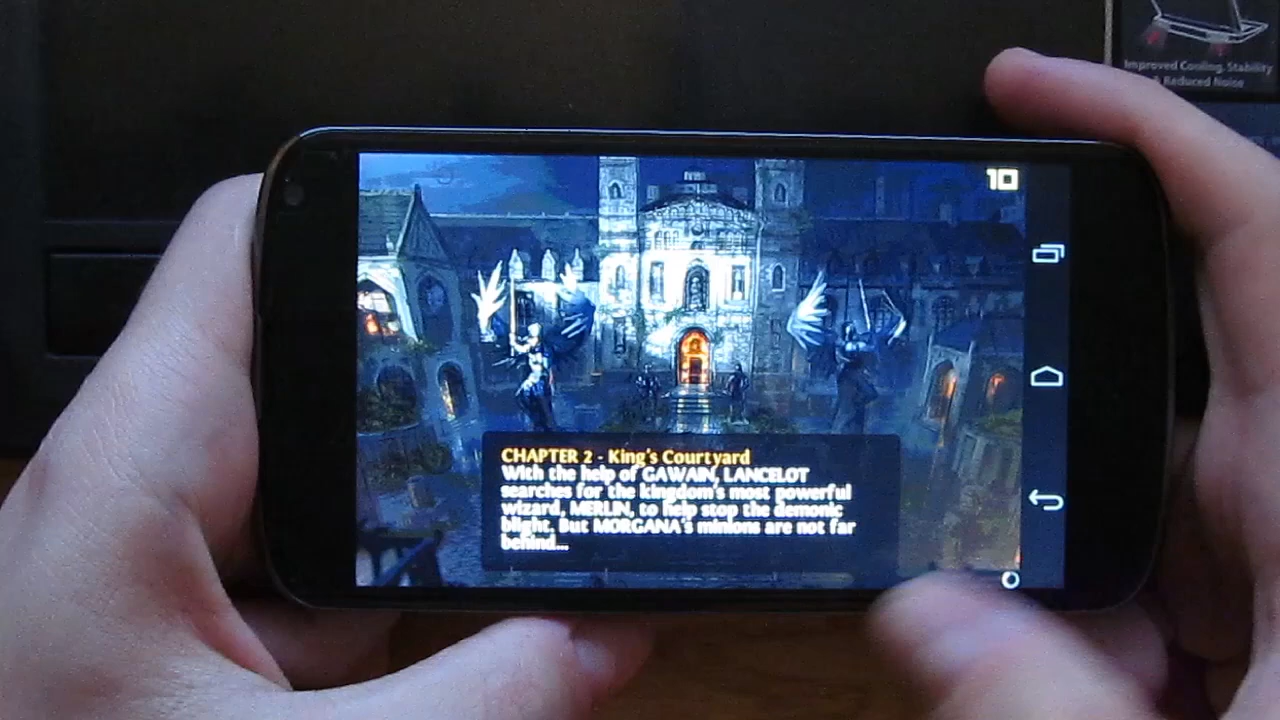 Improved Cooling, Stability
& Reduced Noise
10
CHAPTER 2 - King's Courtyard
With the help of GAWAIN, LANCELOT
searches for the kingdom's most powerful
wizard, MERLIN, to help stop the demonic
blight. But MORGANA's minions are not far
behind...